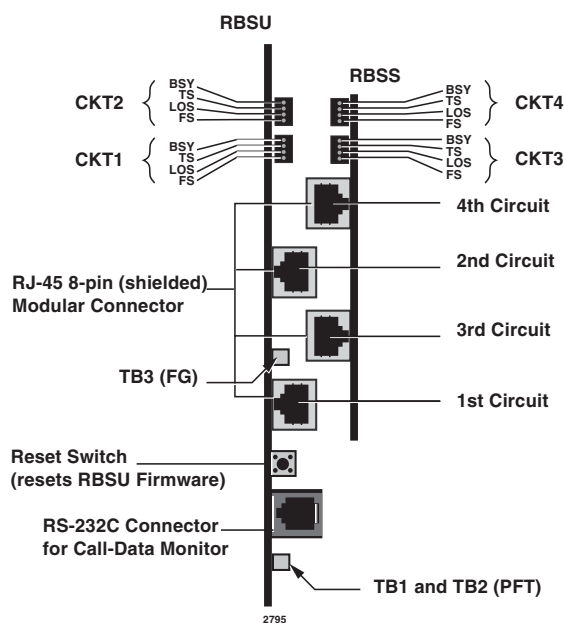 RBSU
RBSS
CKT2
BSY
TS
LOS
FS
BSY
TS
LOS
FS
CKT4
CKT1
BSY
TS
LOS
FS
BSY
TS
LOS
FS
CKT3
4th Circuit
2nd Circuit
RJ-45 8-pin (shielded)
Modular Connector
3rd Circuit
TB3 (FG)
1st Circuit
Reset Switch
(resets RBSU Firmware)
RS-232C Connector
for Call-Data Monitor
TB1 and TB2 (PFT)
2795